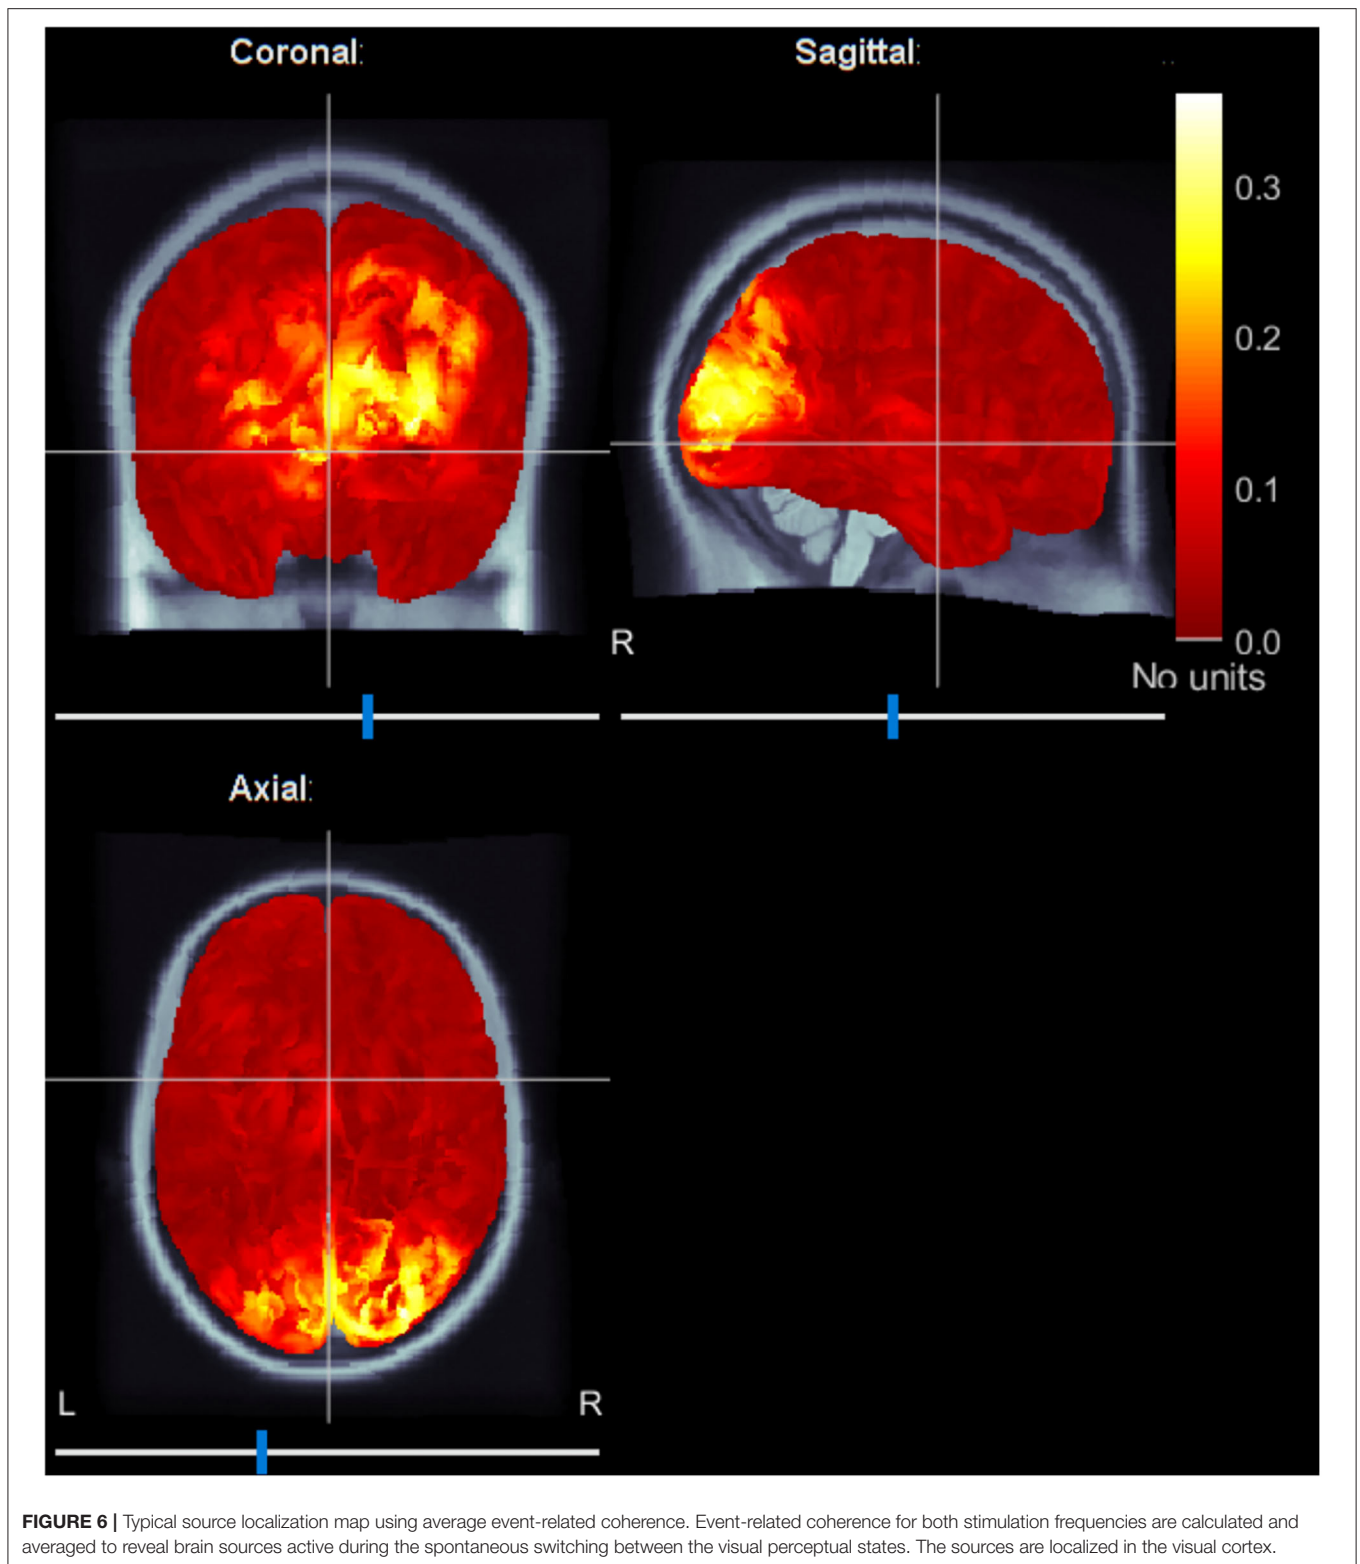 Coronal:
Sagittal:
0.3
0.2
0.1
0.0
No units
R
Axial:
L
R
FIGURE 6 | Typical source localization map using average event-related coherence. Event-related coherence for both stimulation frequencies are calculated and
averaged to reveal brain sources active during the spontaneous switching between the visual perceptual states. The sources are localized in the visual cortex.